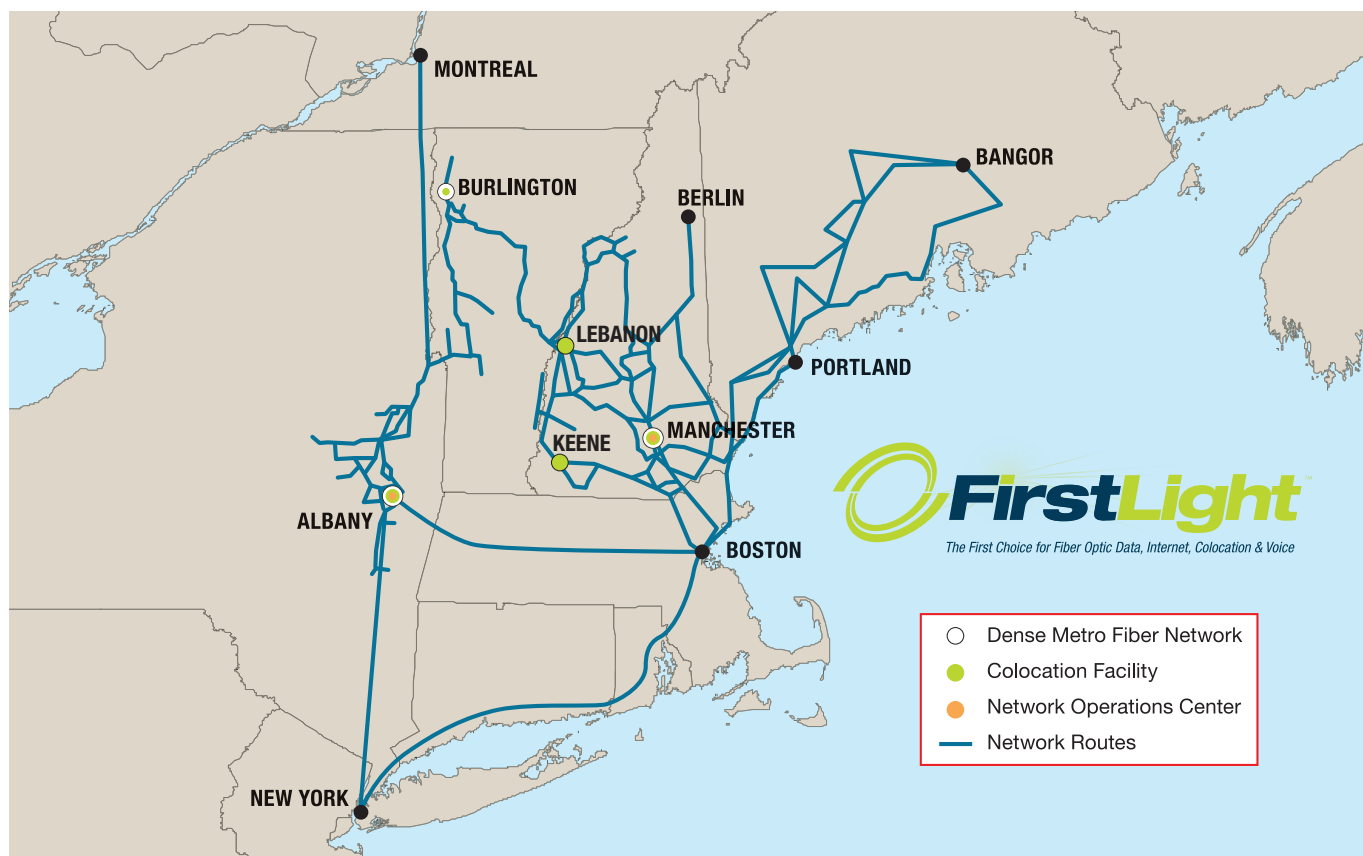 MONTREAL
BANGOR
BURLINGTON
BERLIN
LEBANON
PORTLAND
MANCHESTER
KEENE
ALBANY
BOSTON
NEW YORK
FirstLight™
The First Choice for Fiber Optic Data, Internet, Colocation & Voice
Dense Metro Fiber Network
Colocation Facility
Network Operations Center
Network Routes